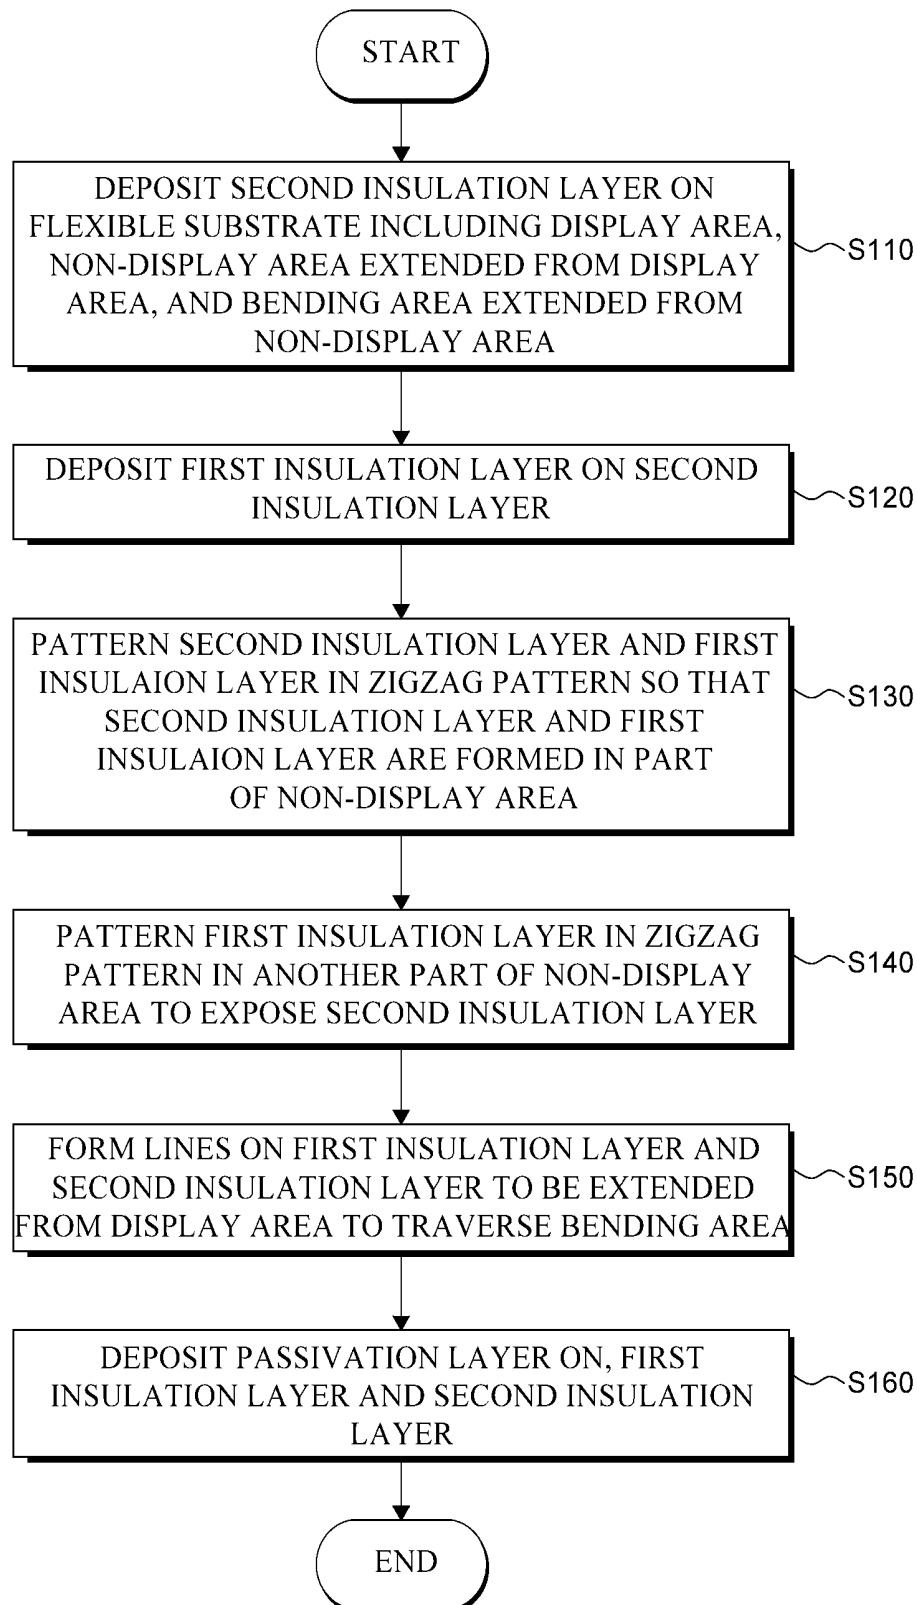 START
DEPOSIT SECOND INSULATION LAYER ON
FLEXIBLE SUBSTRATE INCLUDING DISPLAY AREA,
NON-DISPLAY AREA EXTENDED FROM DISPLAY
AREA, AND BENDING AREA EXTENDED FROM
NON-DISPLAY AREA
S110
DEPOSIT FIRST INSULATION LAYER ON SECOND
INSULATION LAYER
S120
PATTERN SECOND INSULATION LAYER AND FIRST
INSULAION LAYER IN ZIGZAG PATTERN SO THAT
SECOND INSULATION LAYER AND FIRST
INSULAION LAYER ARE FORMED IN PART
OF NON-DISPLAY AREA
S130
PATTERN FIRST INSULATION LAYER IN ZIGZAG
PATTERN IN ANOTHER PART OF NON-DISPLAY
AREA TO EXPOSE SECOND INSULATION LAYER
S140
FORM LINES ON FIRST INSULATION LAYER AND
SECOND INSULATION LAYER TO BE EXTENDED
FROM DISPLAY AREA TO TRAVERSE BENDING AREA
S150
DEPOSIT PASSIVATION LAYER ON, FIRST
INSULATION LAYER AND SECOND INSULATION
LAYER
S160
END